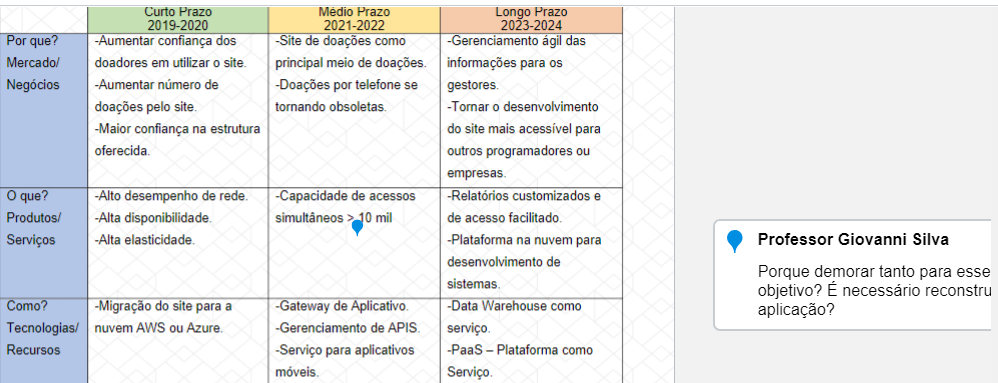 Curto Prazo
2019-2020
Médio Prazo
2021-2022
Longo Prazo
2023-2024
Por que?
Mercado/
Negócios
-Aumentar confiança dos
doadores em utilizar o site.
-Aumentar número de
doações pelo site.
-Maior confiança na estrutura
oferecida.
-Site de doações como
principal meio de doações.
-Doações por telefone se
tornando obsoletas.
-Gerenciamento ágil das
informações para os
gestores.
-Tornar o desenvolvimento
do site mais acessível para
outros programadores ou
empresas.
O que?
Produtos/
Serviços
-Alto desempenho de rede.
-Alta disponibilidade.
-Alta elasticidade.
-Capacidade de acessos
simultâneos > 10 mil
-Relatórios customizados e
de acesso facilitado.
-Plataforma na nuvem para
desenvolvimento de
sistemas.
Como?
Tecnologias/
Recursos
-Migração do site para a
nuvem AWS ou Azure.
-Gateway de Aplicativo.
-Gerenciamento de APIS.
-Serviço para aplicativos
móveis.
-Data Warehouse como
serviço.
-PaaS – Plataforma como
Serviço.
Professor Giovanni Silva
Porque demorar tanto para esse
objetivo? É necessário reconstru
aplicação?